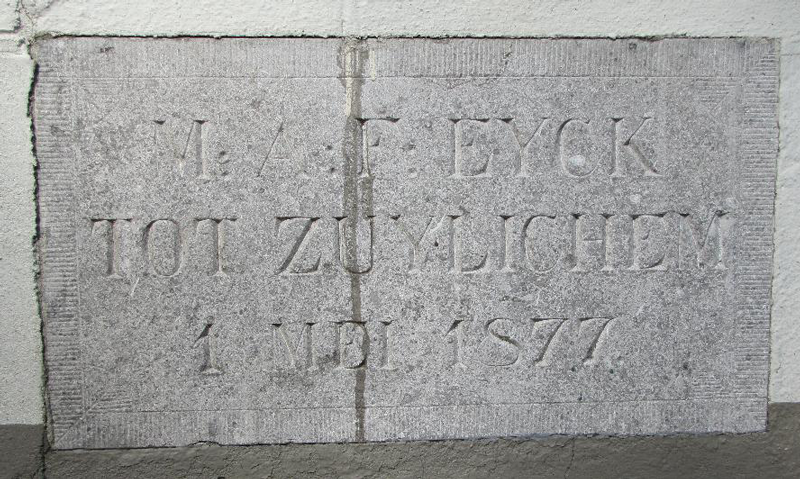 M: A: F: EYCK
TOT ZUYLICHEM
1 MEI 1877